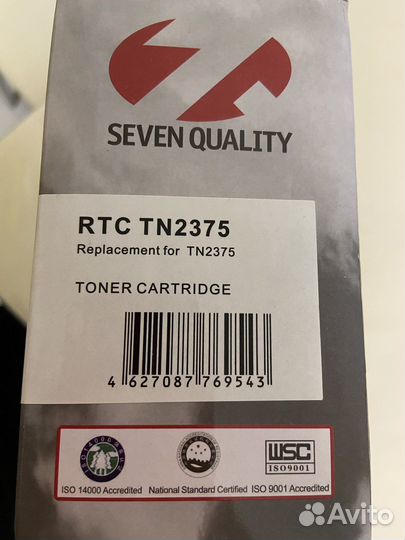 SEVEN QUALITY
RTC TN2375
Replacement for TN2375
TONER CARTRIDGE
4 627087 769543
WSC
ISO9001
ISO 14000 Accredited National Standard Certified ISO 9001 Accredited
Avito